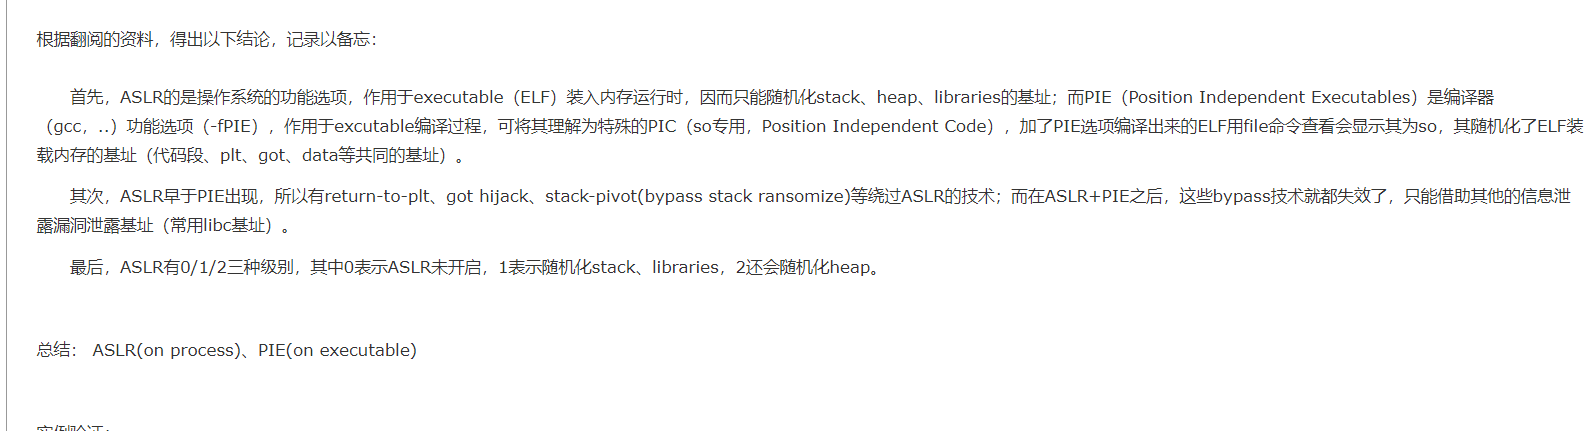 根据翻阅的资料，得出以下结论，记录以备忘：
首先，ASLR的是操作系统的功能选项，作用于executable（ELF）装入内存运行时，因而只能随机化stack、heap、libraries的基址；而PIE（Position Independent Executables）是编译器
（gcc，..）功能选项（-fPIE），作用于excutable编译过程，可将其理解为特殊的PIC（so专用，Position Independent Code），加了PIE选项编译出来的ELF用file命令查看会显示其为so，其随机化了ELF装
载内存的基址（代码段、plt、got、data等共同的基址）。
其次，ASLR早于PIE出现，所以有return-to-plt、got hijack、stack-pivot(bypass stack ransomize)等绕过ASLR的技术；而在ASLR+PIE之后，这些bypass技术就都失效了，只能借助其他的信息泄
露漏洞泄露基址（常用libc基址）。
最后，ASLR有0/1/2三种级别，其中0表示ASLR未开启，1表示随机化stack、libraries，2还会随机化heap。
总结： ASLR(on process)、PIE(on executable)
实例验证：